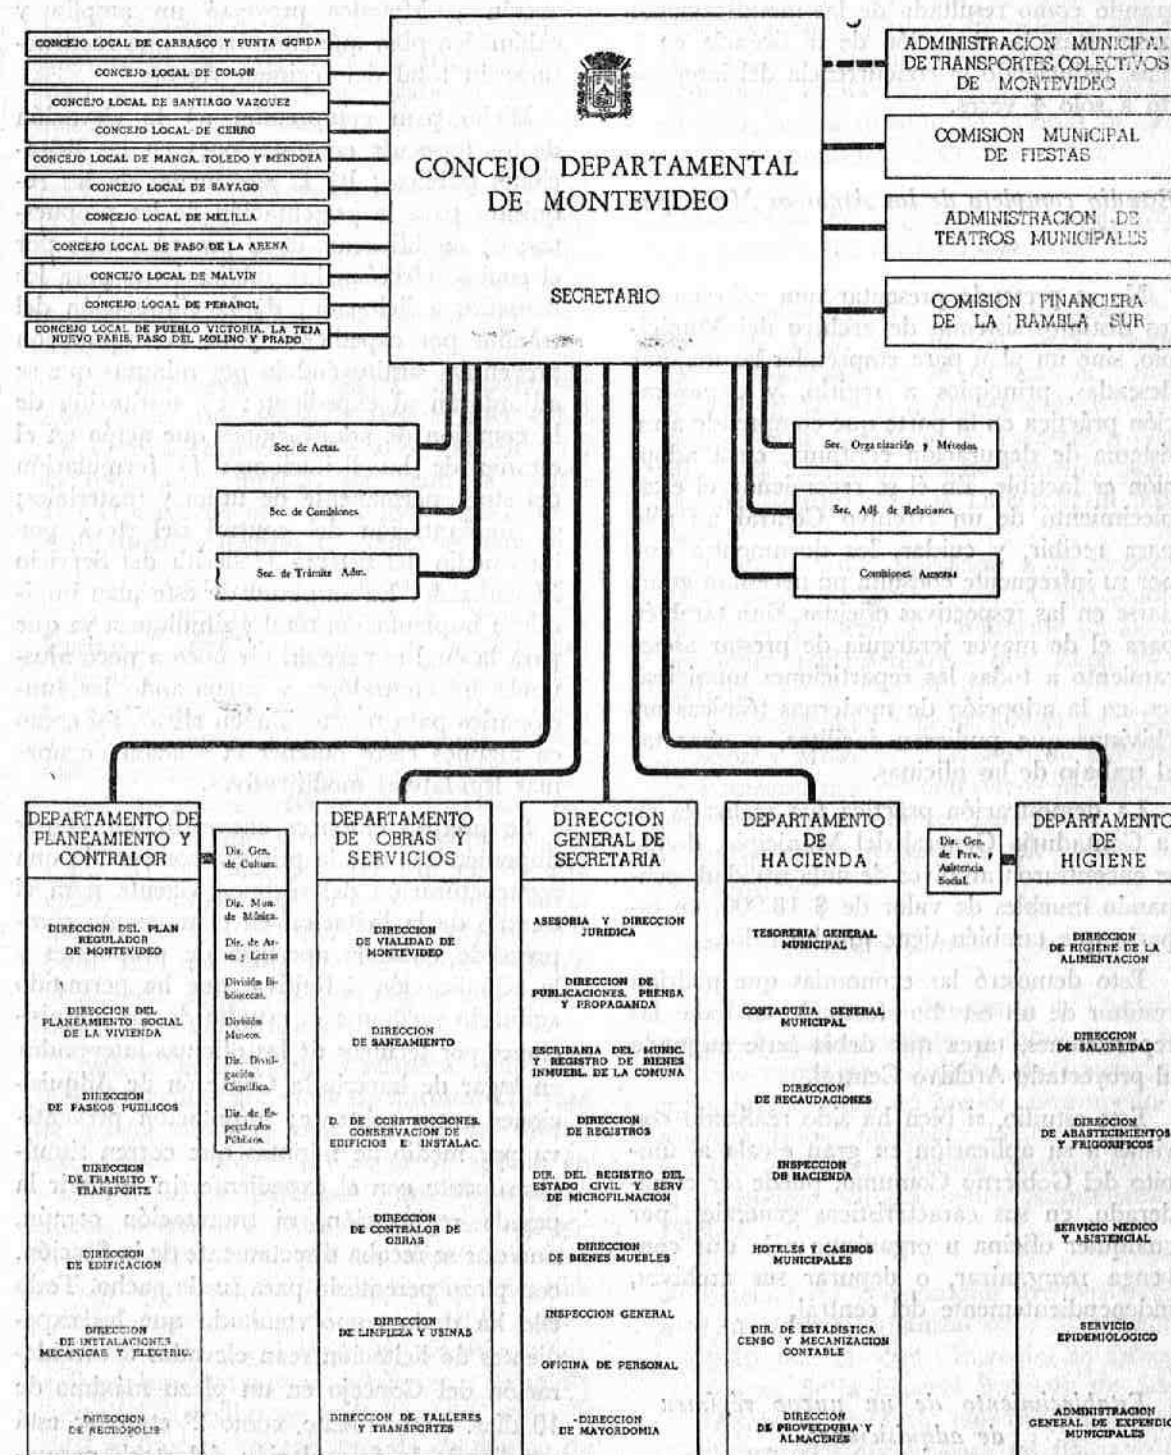 CONCEJO LOCAL DE CARRASCO Y PUNTA GORDA
CONCEJO LOCAL DE COLON
CONCEJO LOCAL DE SANTIAGO VAZQUEZ
CONCEJO LOCAL DE CERRO
CONCEJO LOCAL DE MANGA, TOLEDO Y MENDOZA
CONCEJO LOCAL DE SAYAGO
CONCEJO LOCAL DE MELILLA
CONCEJO LOCAL DE PASO DE LA ARENA
CONCEJO LOCAL DE MALVIN
CONCEJO LOCAL DE PEÑAROL
CONCEJO LOCAL DE PUEBLO VICTORIA, LA TEJA
NUEVO PARIS, PASO DEL MOLINO Y PRADO
CONCEJO DEPARTAMENTAL
DE MONTEVIDEO
SECRETARIO
ADMINISTRACION MUNICIPAL
DE TRANSPORTES COLECTIVOS
DE MONTEVIDEO
COMISION MUNICIPAL
DE FIESTAS
ADMINISTRACION DE
TEATROS MUNICIPALES
COMISION FINANCIERA
DE LA RAMBLA SUR
Sec. de Actas.
Sec. de Comisiones.
Sec. de Trámite Adm.
Sec. Organización y Métodos.
Sec. Adj. de Relaciones.
Comisiones Asesoras
DEPARTAMENTO DE
PLANEAMIENTO Y
CONTRALOR
DIRECCION DEL PLAN
REGULADOR
DE MONTEVIDEO
DIRECCION DEL
PLANEAMIENTO SOCIAL
DE LA VIVIENDA
DIRECCION
DE PASEOS PUBLICOS
DIRECCION
DE TRANSITO Y
TRANSPORTE
DIRECCION
DE EDIFICACION
DIRECCION
DE INSTALACIONES
MECANICAS Y ELECTRIC.
DIRECCION
DE NECROPOLIS
Dir. Gen.
de Cultura.
Dir. Mun.
de Música.
Dir. de Ar-
tes y Letras
División Bi-
bliotecas.
División
Museos.
Dir. Divul-
gación
Científica.
Dir. de Es-
pectáculos
Públicos.
DEPARTAMENTO
DE OBRAS Y
SERVICIOS
DIRECCION
DE VIALIDAD DE
MONTEVIDEO
DIRECCION
DE SANEAMIENTO
D. DE CONSTRUCCIONES,
CONSERVACION DE
EDIFICIOS E INSTALAC.
DIRECCION
DE CONTRALOR DE
OBRAS
DIRECCION
DE LIMPIEZA Y USINAS
DIRECCION DE TALLERES
Y TRANSPORTES
DIRECCION
GENERAL DE
SECRETARIA
ASESORIA Y DIRECCION
JURIDICA
DIRECCION DE
PUBLICACIONES, PRENSA
Y PROPAGANDA
ESCRIBANIA DEL MUNIC.
Y REGISTRO DE BIENES
INMUEBL. DE LA COMUNA
DIRECCION
DE REGISTROS
DIR. DEL REGISTRO DEL
ESTADO CIVIL Y SERV
DE MICROFILMACION
DIRECCION
DE BIENES MUEBLES
INSPECCION GENERAL
OFICINA DE PERSONAL
DIRECCION
DE MAYORDOMIA
DEPARTAMENTO
DE
HACIENDA
TESORERIA GENERAL
MUNICIPAL
CONTADURIA GENERAL
MUNICIPAL
DIRECCION
DE RECAUDACIONES
INSPECCION
DE HACIENDA
HOTELES Y CASINOS
MUNICIPALES
DIR. DE ESTADISTICA
CENSO Y MECANIZACION
CONTABLE
DIRECCION
DE PROVEEDURIA Y
ALMACENES
Dir. Gen.
de Prev. y
Asistencia
Social.
DEPARTAMENTO
DE
HIGIENE
DIRECCION
DE HIGIENE DE LA
ALIMENTACION
DIRECCION
DE SALUBRIDAD
DIRECCION
DE ABASTECIMIENTOS
Y FRIGORIFICOS
SERVICIO MEDICO
Y ASISTENCIAL
SERVICIO
EPIDEMIOLOGICO
ADMINISTRACION
GENERAL DE EXPENDIO
MUNICIPALES